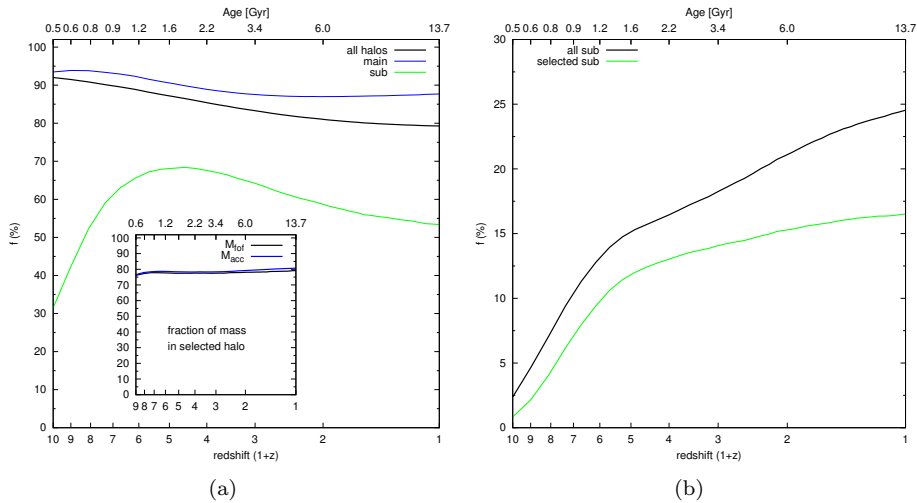 Age [Gyr]
0.5 0.6 0.8 0.9 1.2 1.6 2.2 3.4 6.0 13.7
100
90
80
70
60
50
40
30
20
10
0
f (%)
all halos
main
sub
0.6 1.2 2.2 3.4 6.0 13.7
100
90
80
70
60
50
40
30
20
10
0
M_fof
M_acc
fraction of mass
in selected halo
9 8 7 6 5 4 3 2 1
10 9 8 7 6 5 4 3 2 1
redshift (1+z)
(a)
Age [Gyr]
0.5 0.6 0.8 0.9 1.2 1.6 2.2 3.4 6.0 13.7
30
25
20
15
10
5
0
f (%)
all sub
selected sub
10 9 8 7 6 5 4 3 2 1
redshift (1+z)
(b)